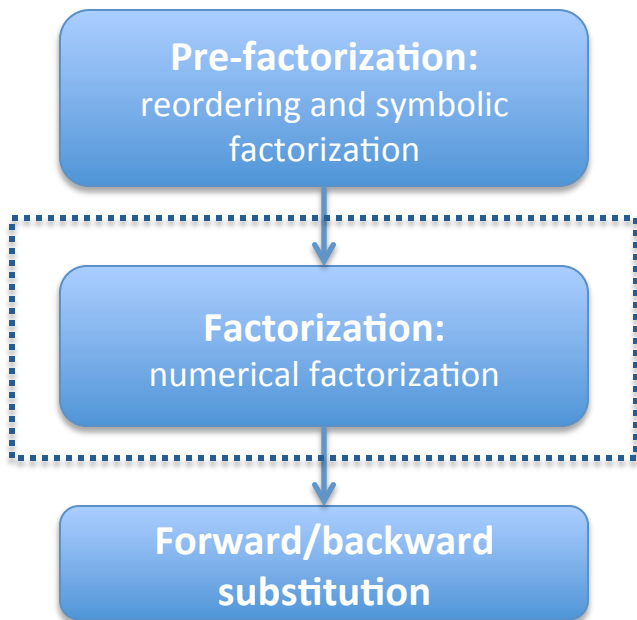 Pre-factorization:
reordering and symbolic
factorization
Factorization:
numerical factorization
Forward/backward
substitution